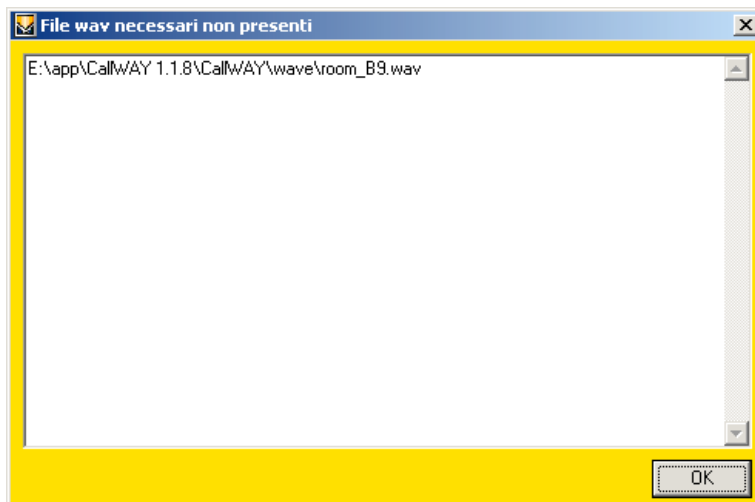 File wav necessari non presenti
E:\app\CallWAY 1.1.8\CallWAY\wave\room_B9.wav
OK